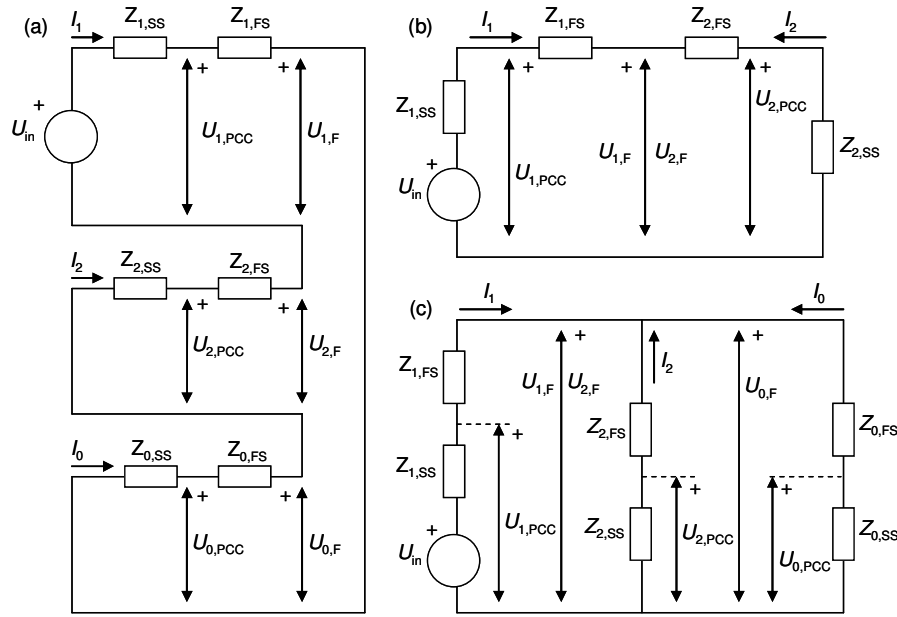 (a)
I1
Z1,SS
Z1,FS
+
Uin
+
+
U1,PCC
U1,F
I2
Z2,SS
Z2,FS
+
+
U2,PCC
U2,F
I0
Z0,SS
Z0,FS
+
+
U0,PCC
U0,F
(b)
I1
Z1,FS
Z2,FS
I2
+
+
+
Z1,SS
U2,PCC
Z2,SS
U1,PCC
U1,F
U2,F
+
Uin
(c)
I1
I0
+
+
Z1,FS
I2
U1,F
U2,F
U0,F
+
Z2,FS
Z0,FS
Z1,SS
+
+
U1,PCC
Z2,SS
U2,PCC
Z0,SS
+
Uin
U0,PCC